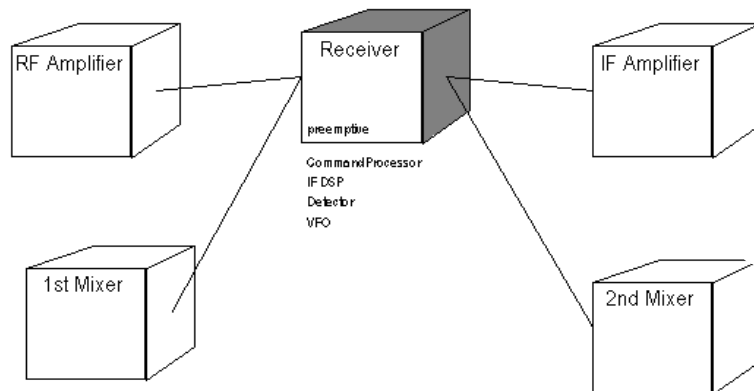 RF Amplifier
Receiver
preemptive
CommandProcessor
IF DSP
Detector
VFO
IF Amplifier
1st Mixer
2nd Mixer